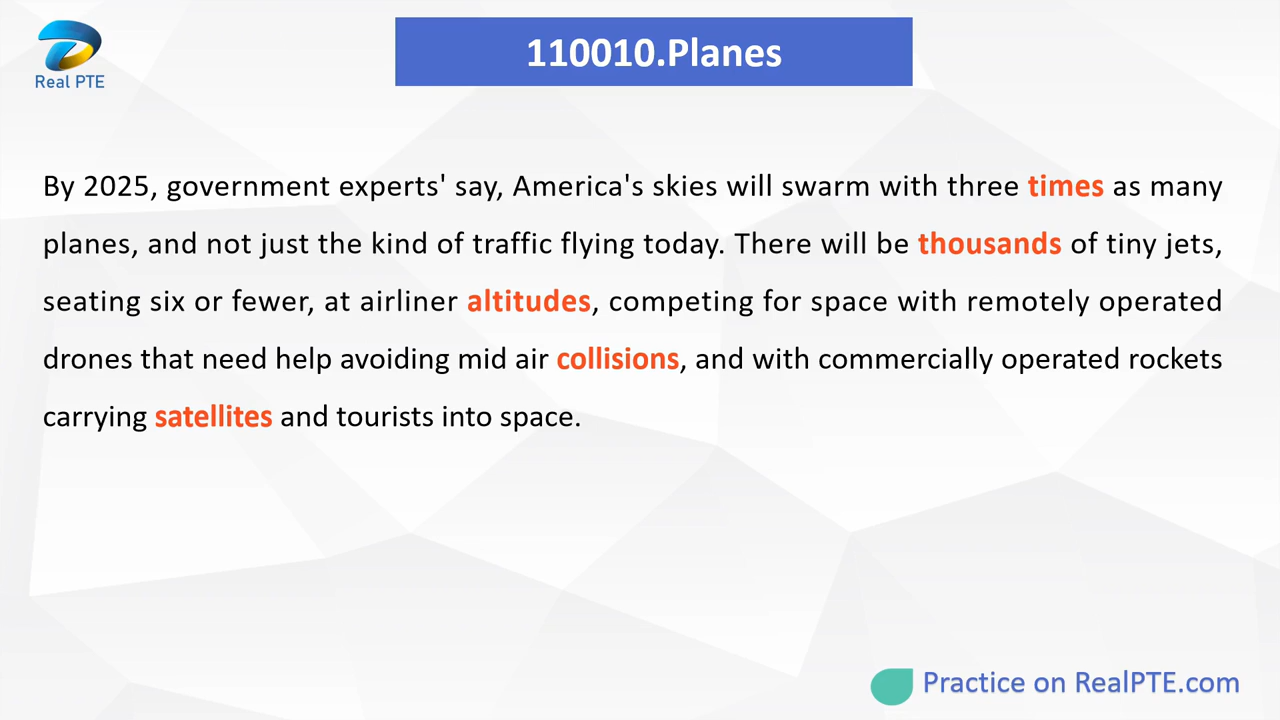 Real PTE
110010.Planes
By 2025, government experts' say, America's skies will swarm with three times as many
planes, and not just the kind of traffic flying today. There will be thousands of tiny jets,
seating six or fewer, at airliner altitudes, competing for space with remotely operated
drones that need help avoiding mid air collisions, and with commercially operated rockets
carrying satellites and tourists into space.
Practice on RealPTE.com